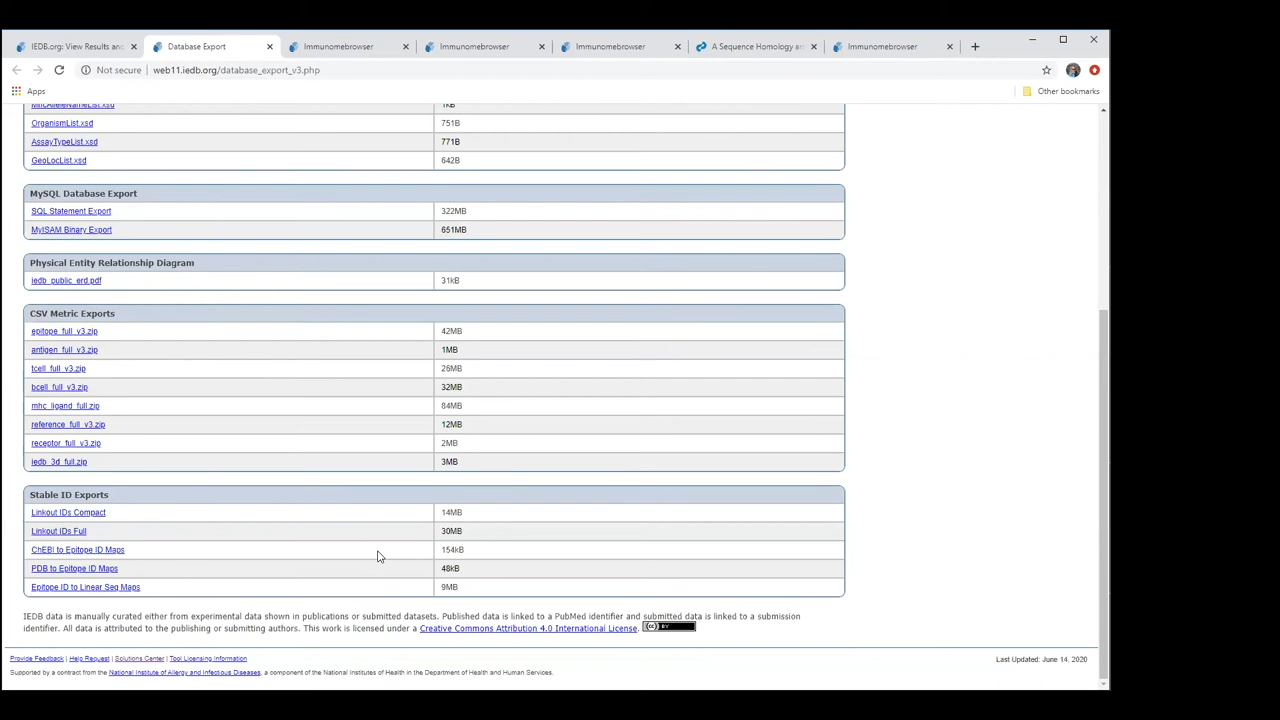 IEDB.org: View Results and
Database Export
Immunomebrowser
Immunomebrowser
Immunomebrowser
A Sequence Homology an
Immunomebrowser
Not secure
web11.iedb.org/database_export_v3.php
Apps
Other bookmarks
MhcAlleleNameList.xsd 1kB
OrganismList.xsd 751B
AssayTypeList.xsd 771B
GeoLocList.xsd 642B
MySQL Database Export
SQL Statement Export 322MB
MyISAM Binary Export 651MB
Physical Entity Relationship Diagram
iedb_public_erd.pdf 31kB
CSV Metric Exports
epitope_full_v3.zip 42MB
antigen_full_v3.zip 1MB
tcell_full_v3.zip 26MB
bcell_full_v3.zip 32MB
mhc_ligand_full.zip 84MB
reference_full_v3.zip 12MB
receptor_full_v3.zip 2MB
iedb_3d_full.zip 3MB
Stable ID Exports
Linkout IDs Compact 14MB
Linkout IDs Full 30MB
ChEBI to Epitope ID Maps 154kB
PDB to Epitope ID Maps 48kB
Epitope ID to Linear Seq Maps 9MB
IEDB data is manually curated either from experimental data shown in publications or submitted datasets. Published data is linked to a PubMed identifier and submitted data is linked to a submission
identifier. All data is attributed to the publishing or submitting authors. This work is licensed under a Creative Commons Attribution 4.0 International License. (cc) BY
Provide Feedback | Help Request | Solutions Center | Tool Licensing Information
Last Updated: June 14, 2020
Supported by a contract from the National Institute of Allergy and Infectious Diseases, a component of the National Institutes of Health in the Department of Health and Human Services.